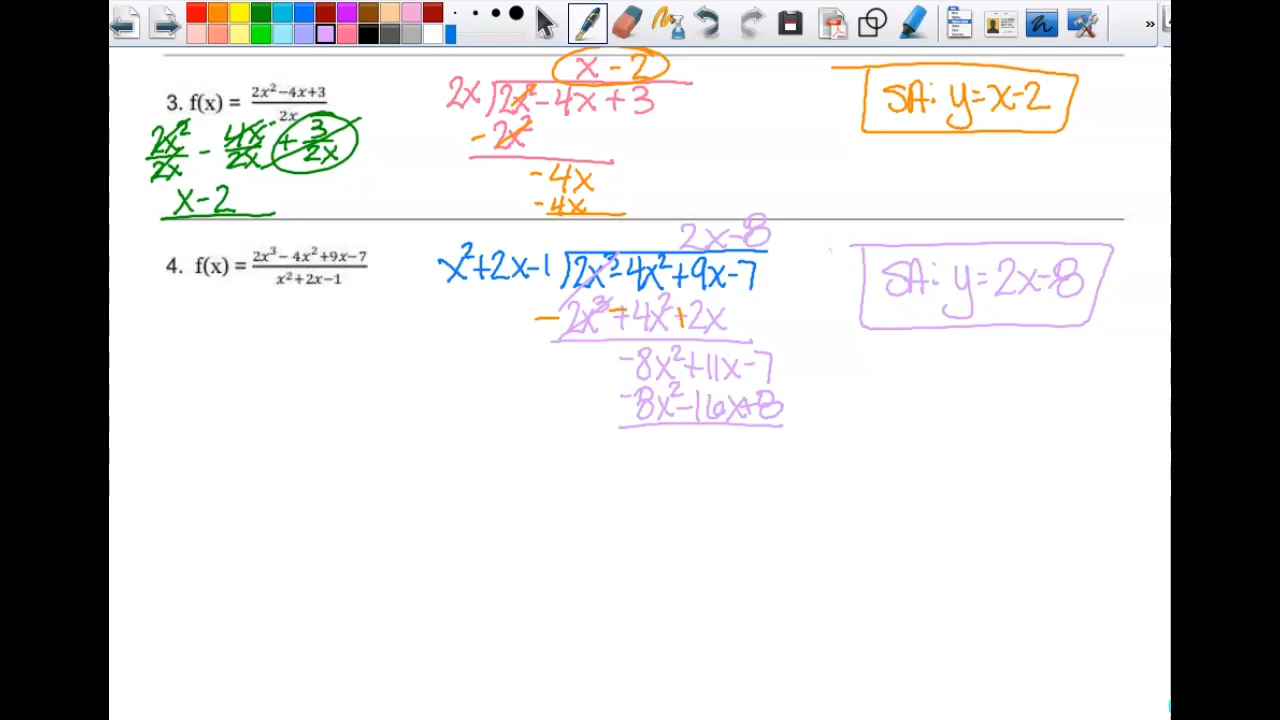 3. f(x) = 2x²−4x+3 / 2x
2x²/2x − 4x/2x + 3/2x
x−2
x − 2
2x ) 2x² − 4x + 3
− 2x²
−4x
−4x
SA: y=x−2
4. f(x) = 2x³−4x²+9x−7 / x²+2x−1
2x−8
x²+2x−1 ) 2x³−4x²+9x−7
− 2x³+4x²+2x
−8x²+11x−7
−8x²−16x+8
SA: y=2x−8
»